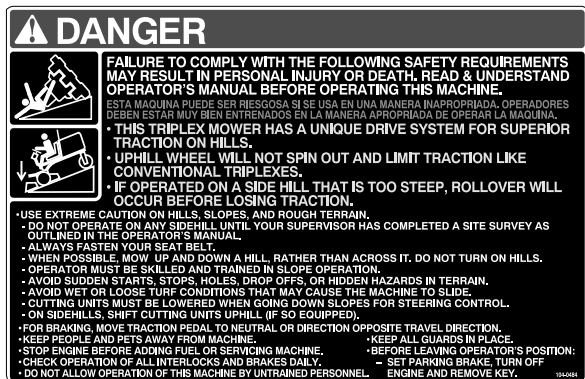 DANGER
FAILURE TO COMPLY WITH THE FOLLOWING SAFETY REQUIREMENTS
MAY RESULT IN PERSONAL INJURY OR DEATH. READ & UNDERSTAND
OPERATOR'S MANUAL BEFORE OPERATING THIS MACHINE.
ESTA MAQUINA PUEDE SER RIESGOSA SI SE USA EN UNA MANERA INAPROPRIADA. OPERADORES
DEBEN ESTAR MUY BIEN ENTRENADOS EN LA MANERA APROPRIADA DE OPERAR LA MAQUINA.
• THIS TRIPLEX MOWER HAS A UNIQUE DRIVE SYSTEM FOR SUPERIOR
TRACTION ON HILLS.
• UPHILL WHEEL WILL NOT SPIN OUT AND LIMIT TRACTION LIKE
CONVENTIONAL TRIPLEXES.
• IF OPERATED ON A SIDE HILL THAT IS TOO STEEP, ROLLOVER WILL
OCCUR BEFORE LOSING TRACTION.
•USE EXTREME CAUTION ON HILLS, SLOPES, AND ROUGH TERRAIN.
- DO NOT OPERATE ON ANY SIDEHILL UNTIL YOUR SUPERVISOR HAS COMPLETED A SITE SURVEY AS
OUTLINED IN THE OPERATOR'S MANUAL.
- ALWAYS FASTEN YOUR SEAT BELT.
- WHEN POSSIBLE, MOW UP AND DOWN A HILL, RATHER THAN ACROSS IT. DO NOT TURN ON HILLS.
- OPERATOR MUST BE SKILLED AND TRAINED IN SLOPE OPERATION.
- AVOID SUDDEN STARTS, STOPS, HOLES, DROP OFFS, OR HIDDEN HAZARDS IN TERRAIN.
- AVOID WET OR LOOSE TURF CONDITIONS THAT MAY CAUSE THE MACHINE TO SLIDE.
- CUTTING UNITS MUST BE LOWERED WHEN GOING DOWN SLOPES FOR STEERING CONTROL.
- ON SIDEHILLS, SHIFT CUTTING UNITS UPHILL (IF SO EQUIPPED).
•FOR BRAKING, MOVE TRACTION PEDAL TO NEUTRAL OR DIRECTION OPPOSITE TRAVEL DIRECTION.
•KEEP PEOPLE AND PETS AWAY FROM MACHINE.
•STOP ENGINE BEFORE ADDING FUEL OR SERVICING MACHINE.
•CHECK OPERATION OF ALL INTERLOCKS AND BRAKES DAILY.
• DO NOT ALLOW OPERATION OF THIS MACHINE BY UNTRAINED PERSONNEL.
•KEEP ALL GUARDS IN PLACE.
•BEFORE LEAVING OPERATOR'S POSITION:
– SET PARKING BRAKE, TURN OFF
ENGINE AND REMOVE KEY.
104-0484